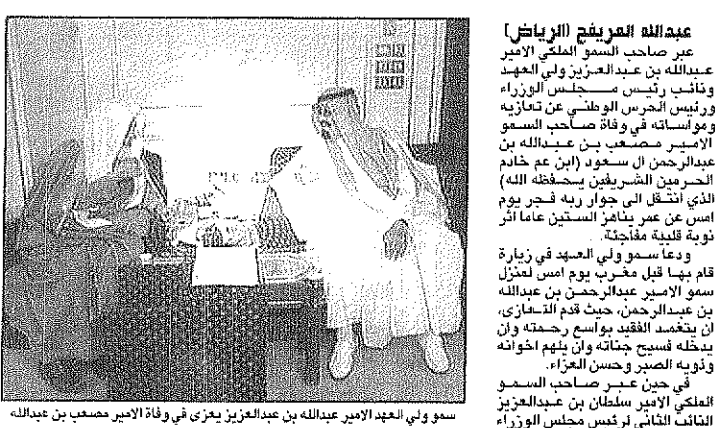 عبدالله العريفج (الرياض)
عبر صاحب السمو الملكي الامير
عبدالله بن عبدالعزيز ولي العهد
ونائب رئيس مجلس الوزراء
ورئيس الحرس الوطني عن تعازيه
ومواساته في وفاة صاحب السمو
الامير مصعب بن عبدالله بن
عبدالرحمن ال سعود (ابن عم خادم
الحرمين الشريفين يحفظه الله)
الذي انتقل الى جوار ربه فجر يوم
امس عن عمر يناهز الستين عاما اثر
نوبة قلبية مفاجئة.
ودعا سمو ولي العهد في زيارة
قام بها قبل مغرب يوم امس لمنزل
سمو الامير عبدالرحمن بن عبدالله
بن عبدالرحمن، حيث قدم التعازي،
ان يتغمد الفقيد بواسع رحمته وان
يدخله فسيح جناته وان يلهم اخوانه
وذويه الصبر وحسن العزاء.
في حين عبر صاحب السمو
الملكي الامير سلطان بن عبدالعزيز
النائب الثاني لرئيس مجلس الوزراء
سمو ولي العهد الامير عبدالله بن عبدالعزيز يعزي في وفاة الامير مصعب بن عبدالله